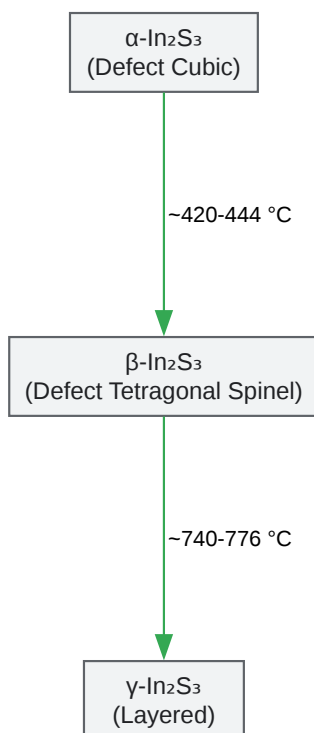 α-In₂S₃
(Defect Cubic)
~420-444 °C
β-In₂S₃
(Defect Tetragonal Spinel)
~740-776 °C
γ-In₂S₃
(Layered)